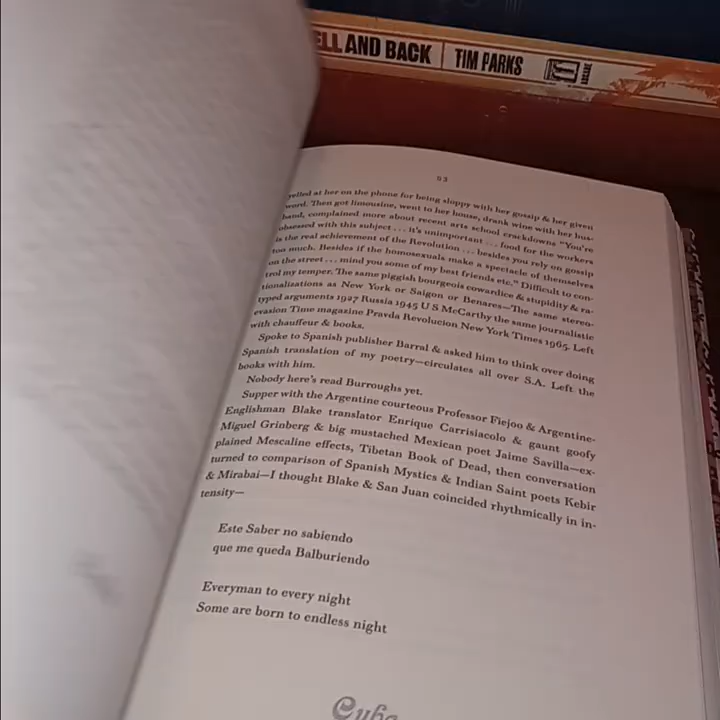 ELL AND BACK TIM PARKS ARCADE
53
yelled at her on the phone for being sloppy with her gossip & her given
word. Then got limousine, went to her house, drank wine with her hus-
band, complained more about recent arts school crackdowns "You're
obsessed with this subject . . . it's unimportant . . . food for the workers
is the real achievement of the Revolution . . . besides you rely on gossip
too much. Besides if the homosexuals make a spectacle of themselves
on the street . . . mind you some of my best friends etc." Difficult to con-
trol my temper. The same piggish bourgeois cowardice & stupidity & ra-
tionalizations as New York or Saigon or Benares—The same stereo-
typed arguments 1927 Russia 1945 U S McCarthy the same journalistic
evasion Time magazine Pravda Revolucion New York Times 1965. Left
with chauffeur & books.
Spoke to Spanish publisher Barral & asked him to think over doing
Spanish translation of my poetry—circulates all over S.A. Left the
books with him.
Nobody here's read Burroughs yet.
Supper with the Argentine courteous Professor Fiejoo & Argentine-
Englishman Blake translator Enrique Carrisiacolo & gaunt goofy
Miguel Grinberg & big mustached Mexican poet Jaime Savilla—ex-
plained Mescaline effects, Tibetan Book of Dead, then conversation
turned to comparison of Spanish Mystics & Indian Saint poets Kebir
& Mirabai—I thought Blake & San Juan coincided rhythmically in in-
tensity—
Este Saber no sabiendo
que me queda Balburiendo
Everyman to every night
Some are born to endless night
Cuba